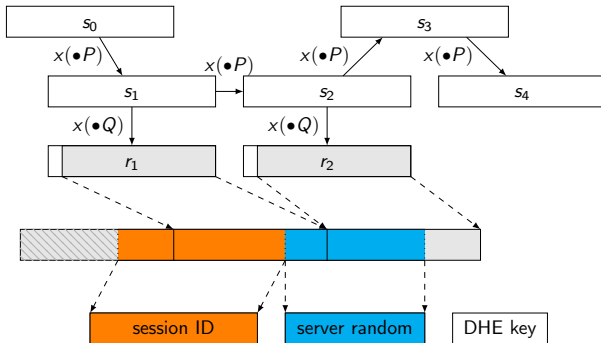 s0
s3
x(•P)
x(•P)
x(•P)
x(•P)
s1
s2
s4
x(•Q)
x(•Q)
r1
r2
session ID
server random
DHE key